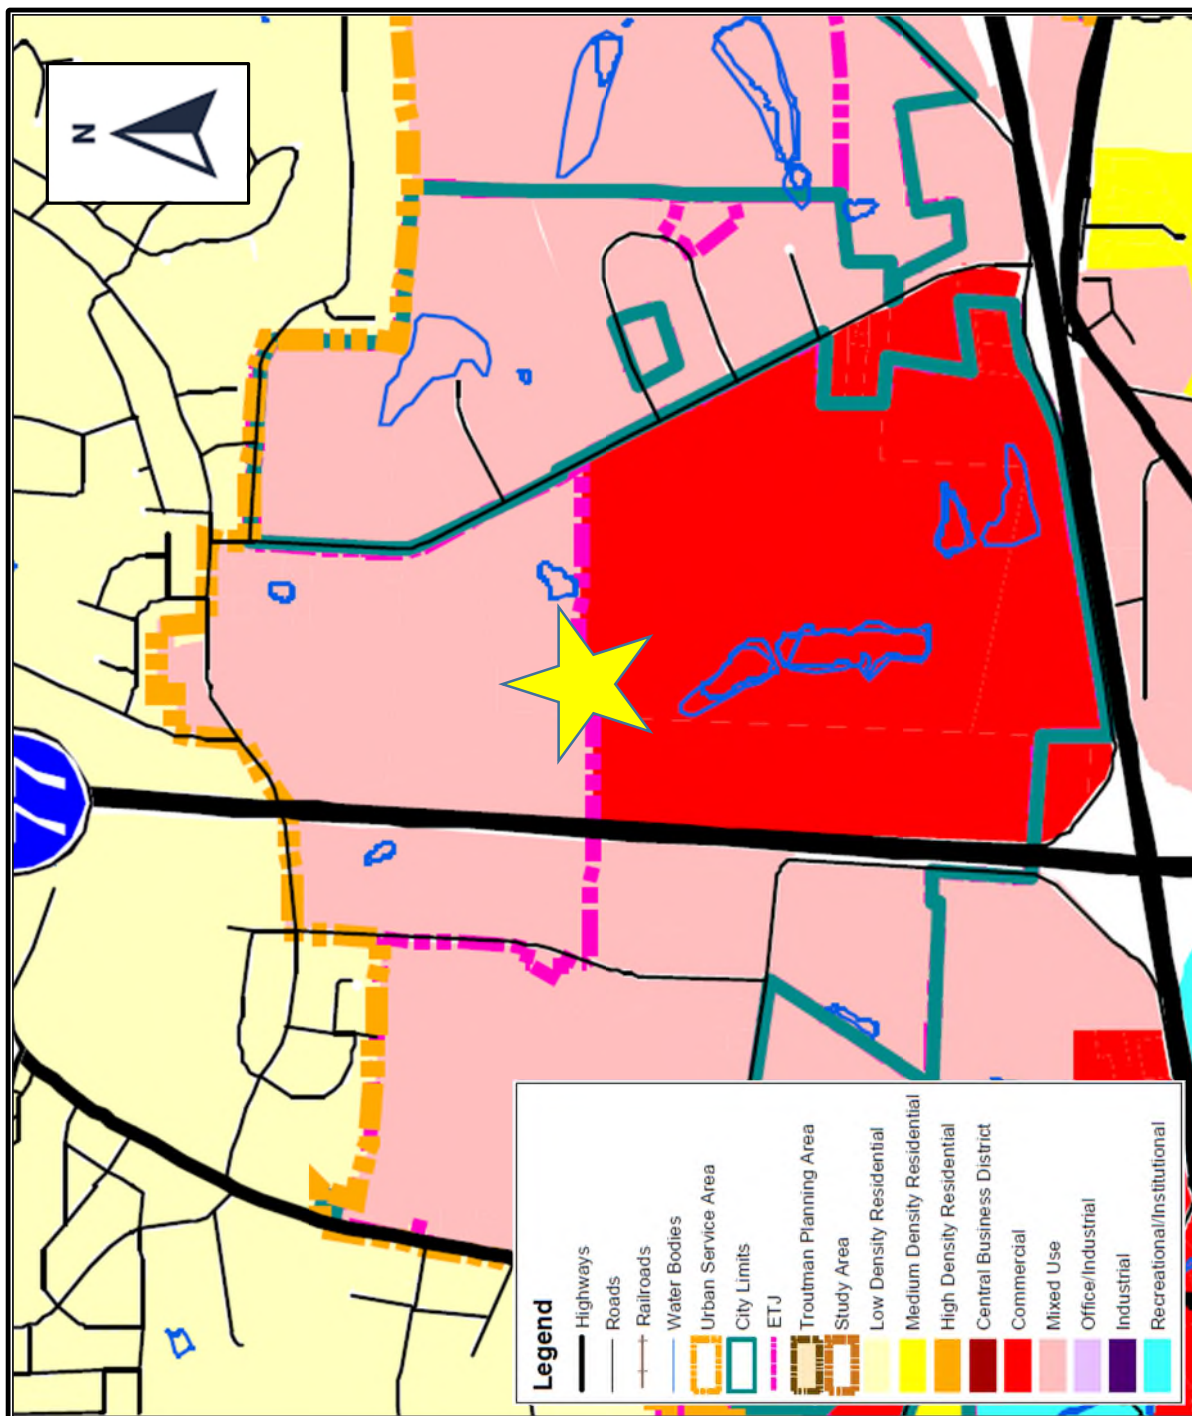 N
77
Legend
Highways
Roads
Railroads
Water Bodies
Urban Service Area
City Limits
ETJ
Troutman Planning Area
Study Area
Low Density Residential
Medium Density Residential
High Density Residential
Central Business District
Commercial
Mixed Use
Office/Industrial
Industrial
Recreational/Institutional